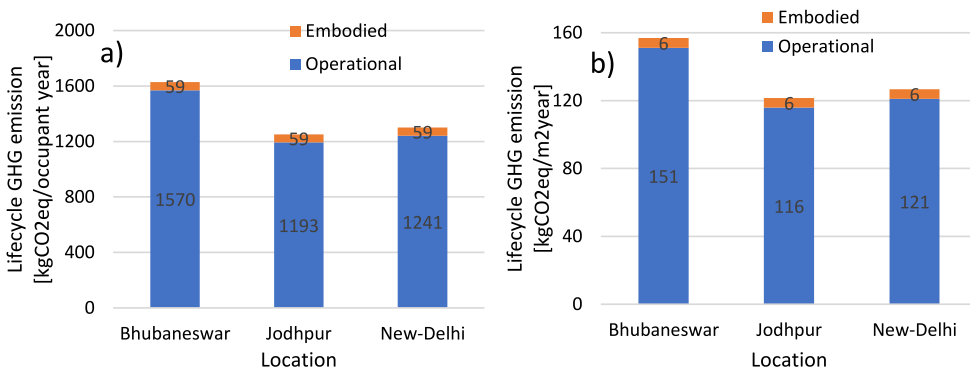 a)
Lifecycle GHG emission
[kgCO2eq/occupant year]
2000
1600
1200
800
400
0
Embodied
Operational
59
59
59
1570
1193
1241
Bhubaneswar
Jodhpur
New-Delhi
Location
b)
Lifecycle GHG emission
[kgCO2eq/m2year]
160
120
80
40
0
Embodied
Operational
6
6
6
151
116
121
Bhubaneswar
Jodhpur
New-Delhi
Location